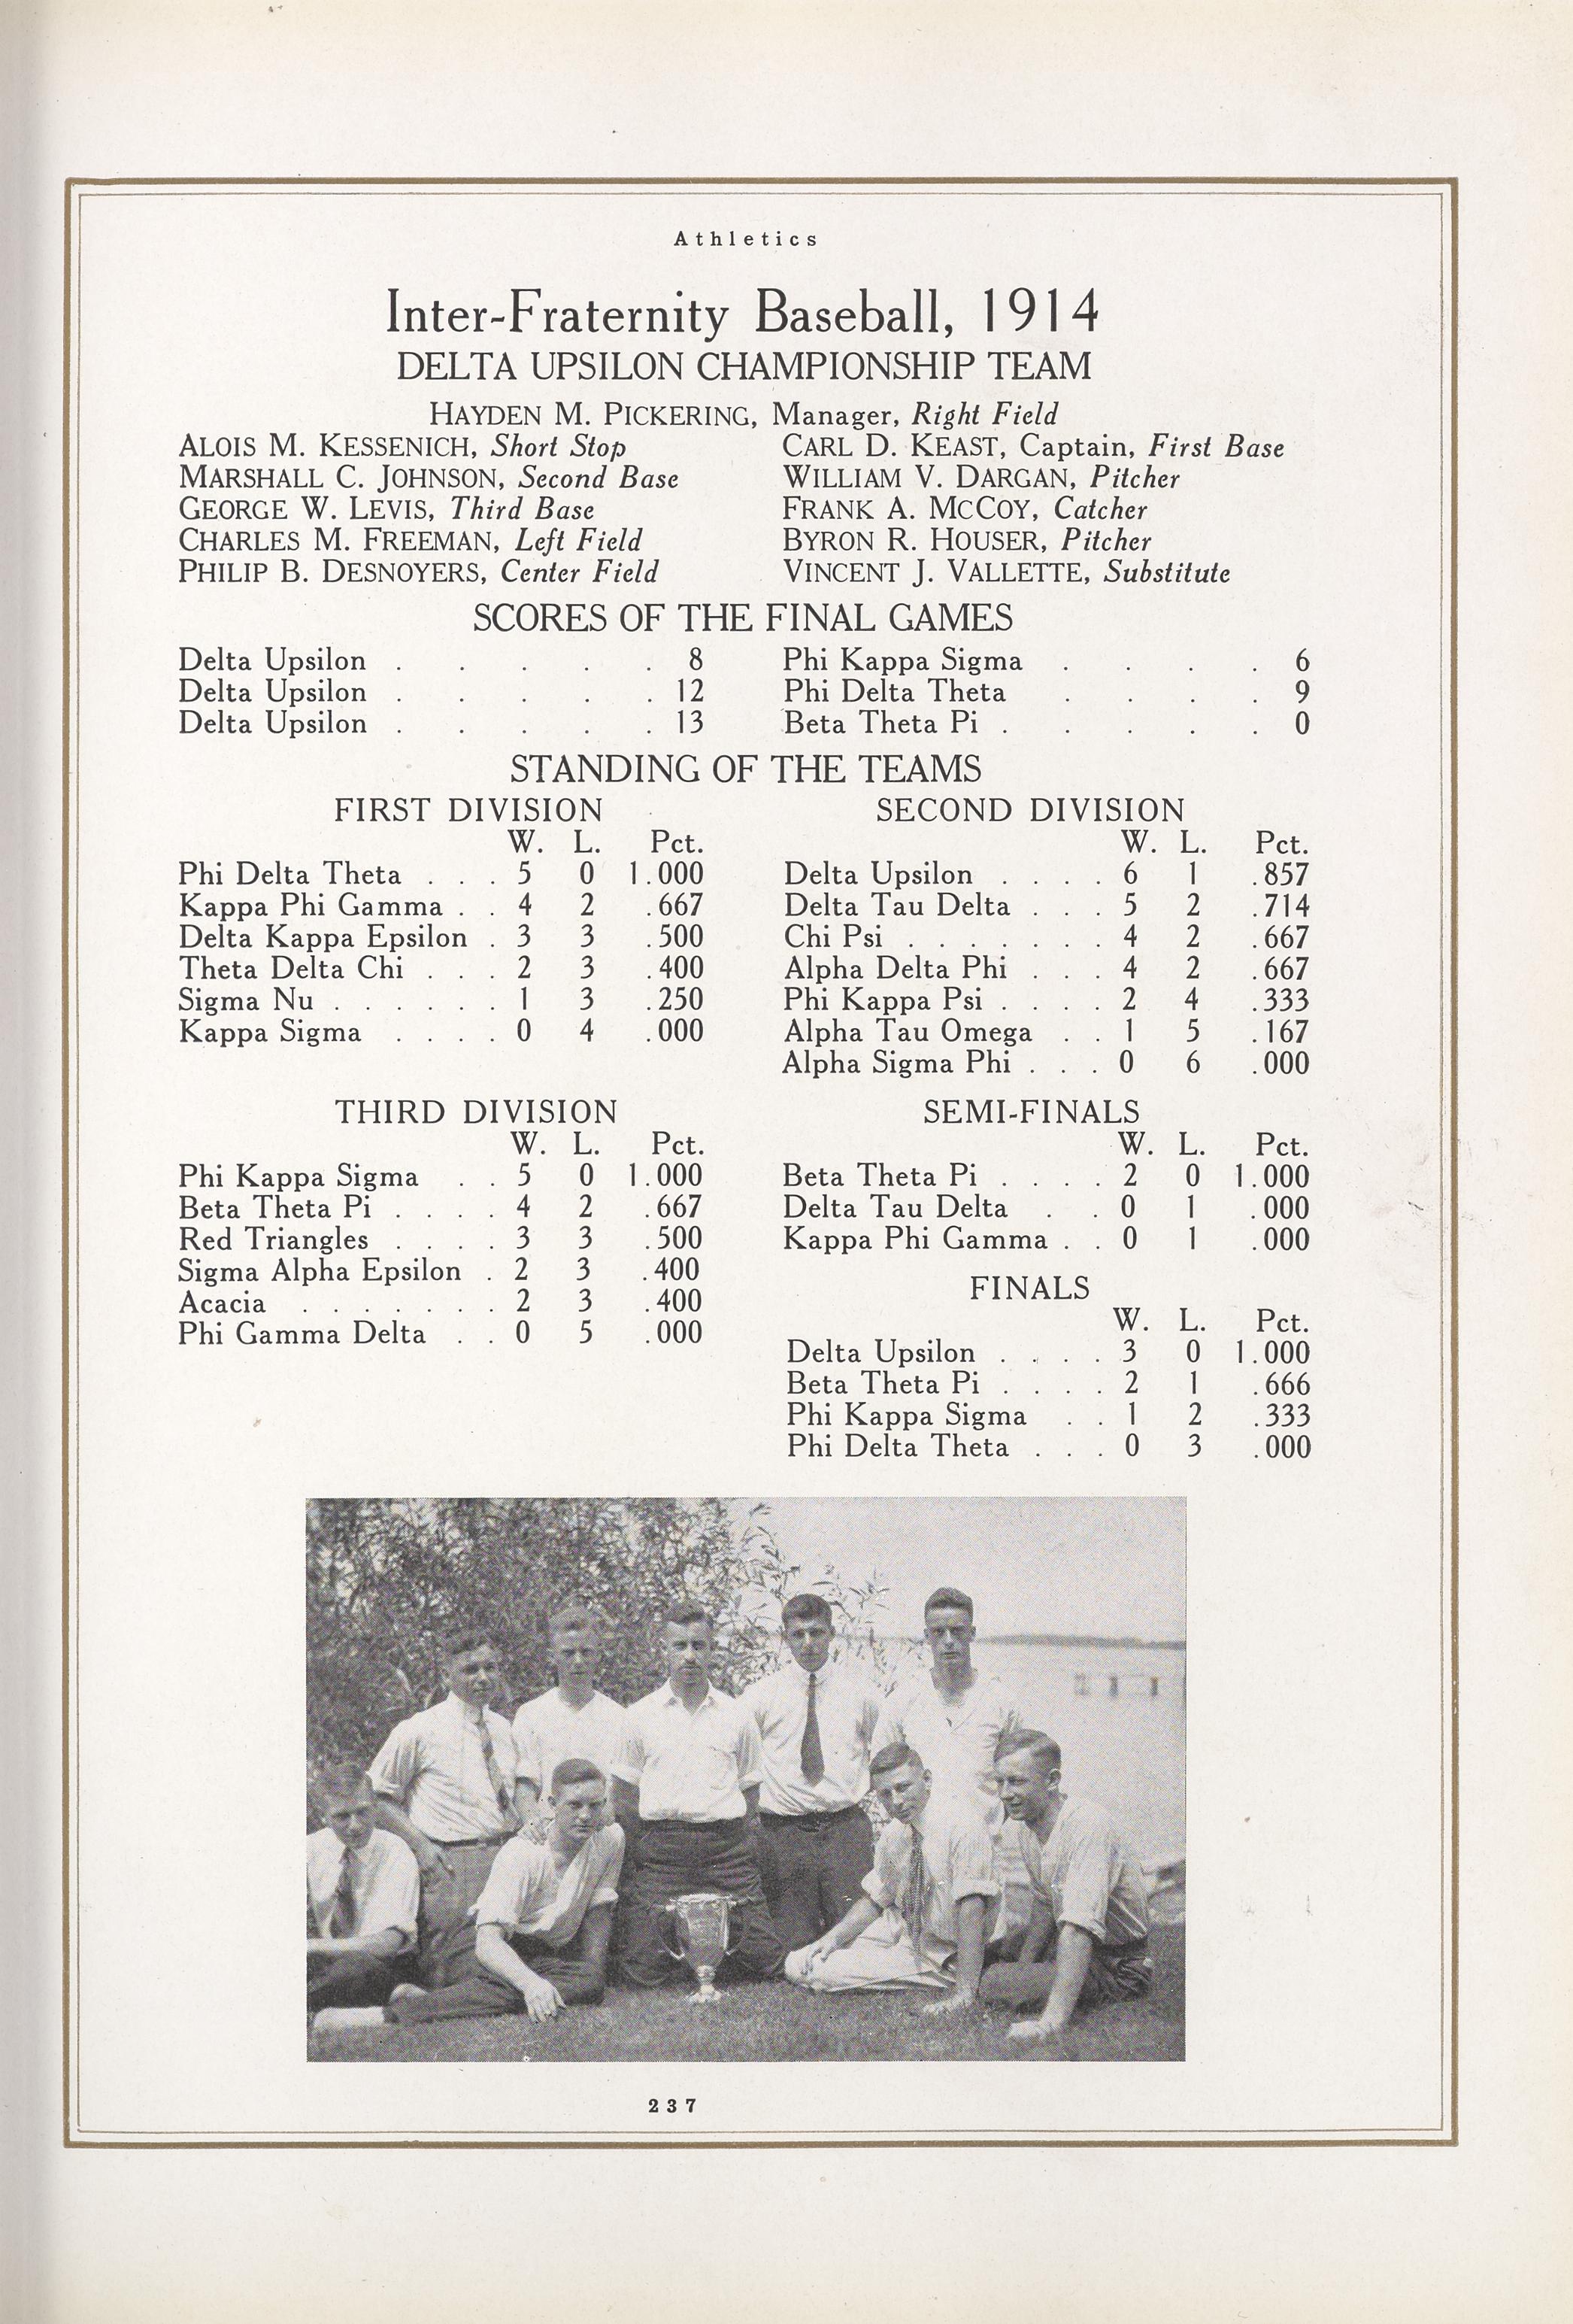 Athletics
Inter-Fraternity Baseball, 1914
DELTA UPSILON CHAMPIONSHIP TEAM
HAYDEN M. PICKERING, Manager, Right Field
ALOIS M. KESSENICH, Short Stop
MARSHALL C. JOHNSON, Second Base
GEORGE W. LEVIS, Third Base
CHARLES M. FREEMAN, Left Field
PHILIP B. DESNOYERS, Center Field
CARL D. KEAST, Captain, First Base
WILLIAM V. DARGAN, Pitcher
FRANK A. MCCOY, Catcher
BYRON R. HOUSER, Pitcher
VINCENT J. VALLETTE, Substitute
SCORES OF THE FINAL GAMES
Delta Upsilon . . . . . 8 Phi Kappa Sigma . . . . 6
Delta Upsilon . . . . . 12 Phi Delta Theta . . . . 9
Delta Upsilon . . . . . 13 Beta Theta Pi . . . . . 0
STANDING OF THE TEAMS
FIRST DIVISION
W. L. Pct.
Phi Delta Theta . . . 5 0 1.000
Kappa Phi Gamma . . 4 2 .667
Delta Kappa Epsilon . 3 3 .500
Theta Delta Chi . . . 2 3 .400
Sigma Nu . . . . . . 1 3 .250
Kappa Sigma . . . . 0 4 .000
SECOND DIVISION
W. L. Pct.
Delta Upsilon . . . . 6 1 .857
Delta Tau Delta . . . 5 2 .714
Chi Psi . . . . . . . 4 2 .667
Alpha Delta Phi . . . 4 2 .667
Phi Kappa Psi . . . . 2 4 .333
Alpha Tau Omega . . 1 5 .167
Alpha Sigma Phi . . . 0 6 .000
THIRD DIVISION
W. L. Pct.
Phi Kappa Sigma . . 5 0 1.000
Beta Theta Pi . . . . 4 2 .667
Red Triangles . . . . 3 3 .500
Sigma Alpha Epsilon . 2 3 .400
Acacia . . . . . . . 2 3 .400
Phi Gamma Delta . . 0 5 .000
SEMI-FINALS
W. L. Pct.
Beta Theta Pi . . . . 2 0 1.000
Delta Tau Delta . . 0 1 .000
Kappa Phi Gamma . . 0 1 .000
FINALS
W. L. Pct.
Delta Upsilon . . . . 3 0 1.000
Beta Theta Pi . . . . 2 1 .666
Phi Kappa Sigma . . 1 2 .333
Phi Delta Theta . . . 0 3 .000
237